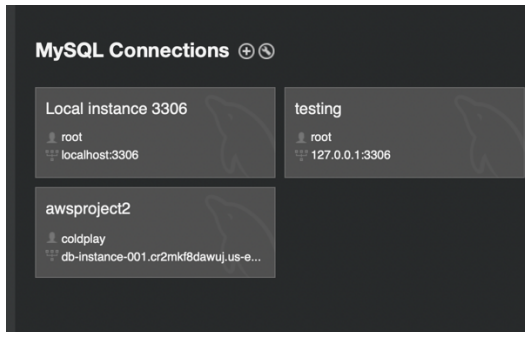 MySQL Connections
Local instance 3306
root
localhost:3306
testing
root
127.0.0.1:3306
awsproject2
coldplay
db-instance-001.cr2mkf8dawuj.us-e...